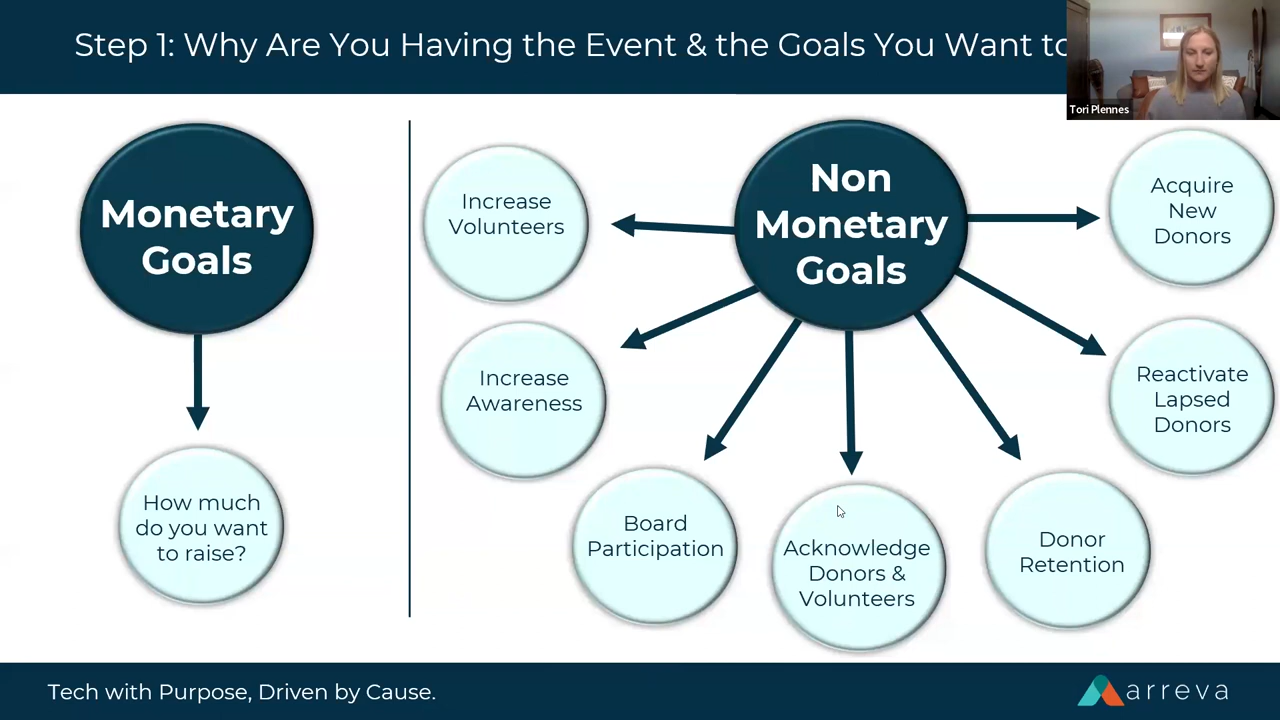 Step 1: Why Are You Having the Event & the Goals You Want to
Tori Plennes
Monetary
Goals
How much
do you want
to raise?
Non
Monetary
Goals
Increase
Volunteers
Increase
Awareness
Board
Participation
Acknowledge
Donors &
Volunteers
Donor
Retention
Reactivate
Lapsed
Donors
Acquire
New
Donors
Tech with Purpose, Driven by Cause.
arreva